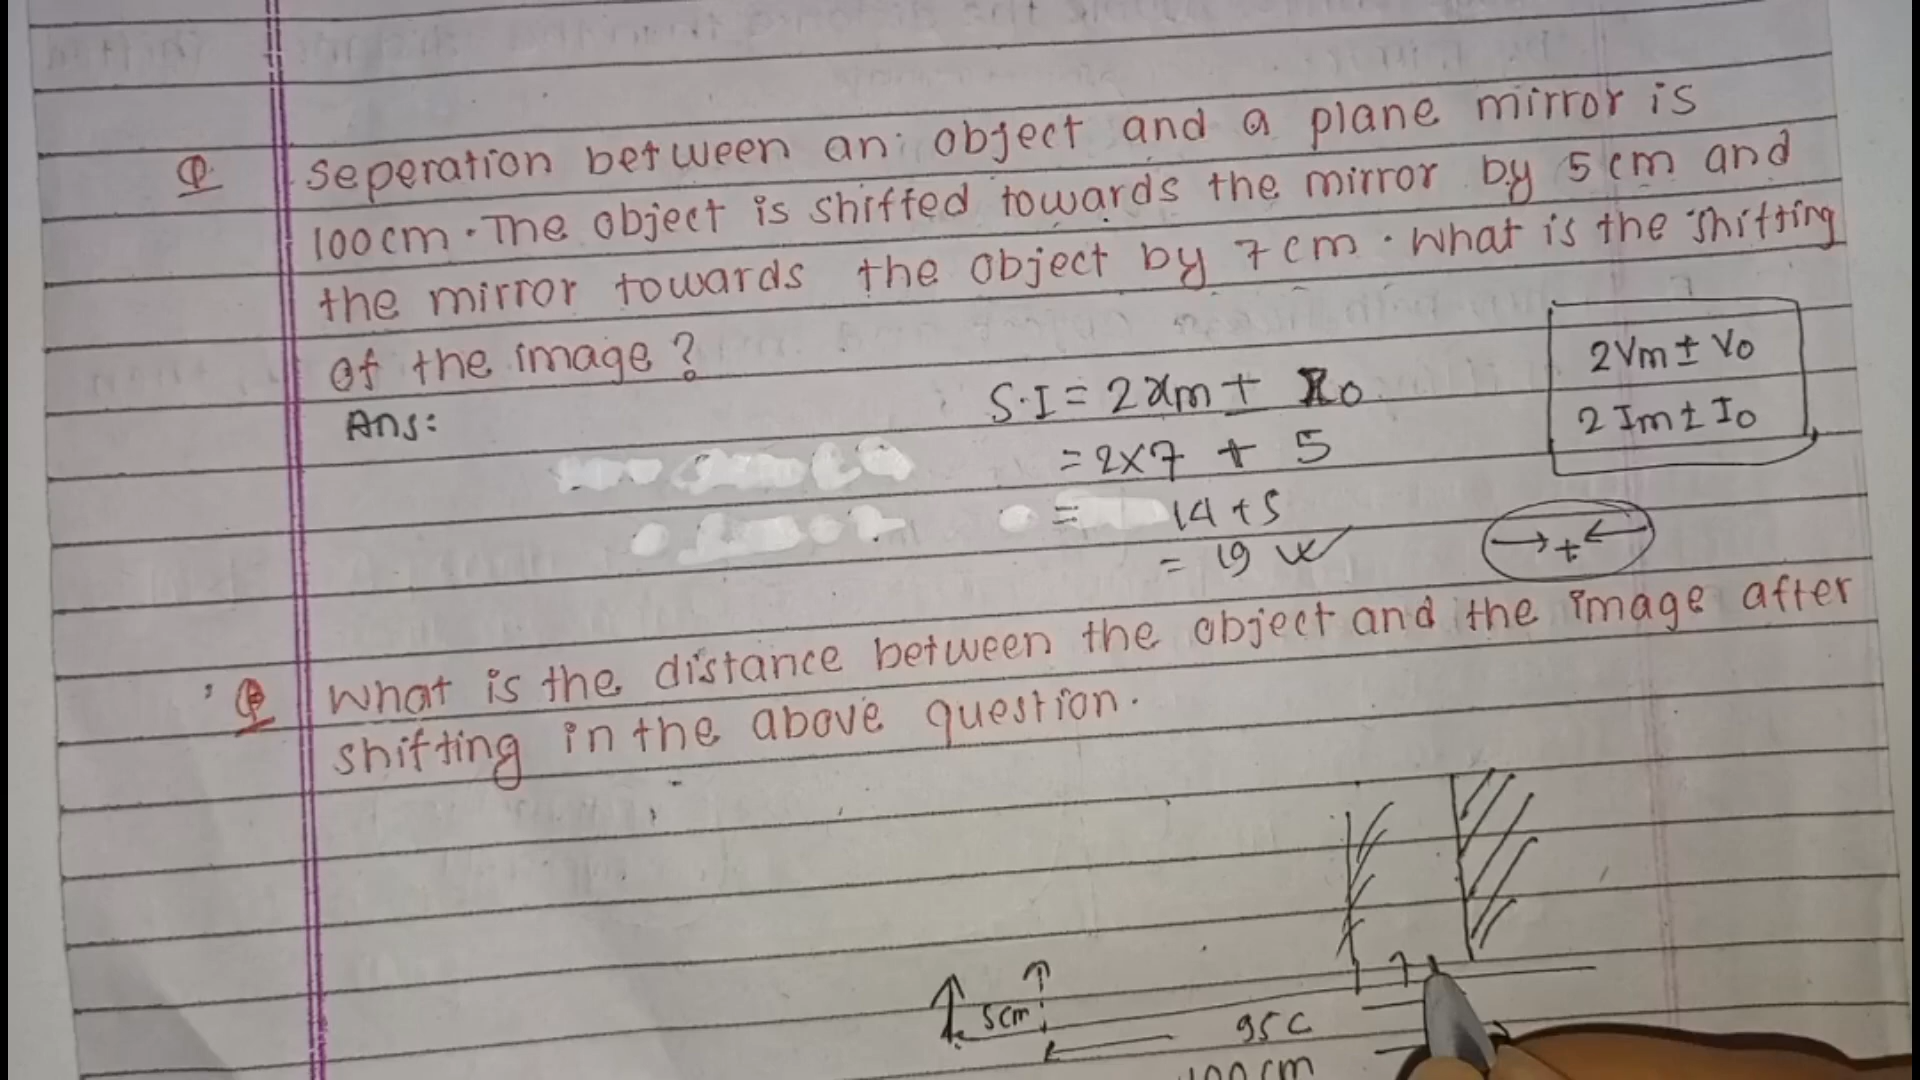 Q seperation between an object and a plane mirror is
100cm. The object is shifted towards the mirror by 5cm and
the mirror towards the object by 7cm. What is the shifting
of the image?
Ans:
S.I = 2xm + xo
= 2×7 + 5
= 14+5
= 19
2Vm ± Vo
2Im ± Io
→+←
Q What is the distance between the object and the image after
shifting in the above question.
7
5cm
95c
100cm